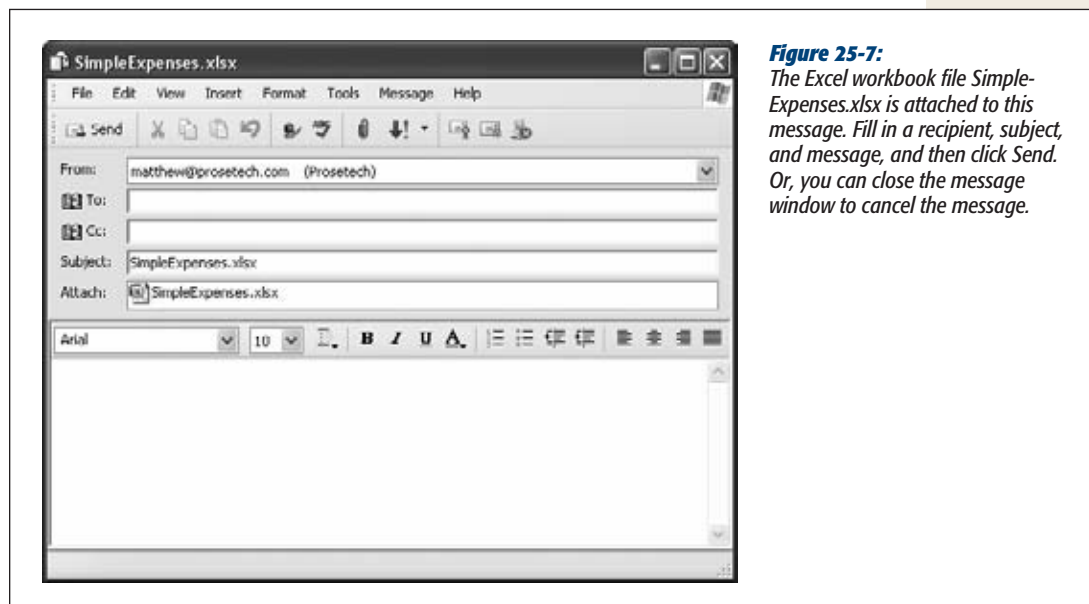 SimpleExpenses.xlsx
File Edit View Insert Format Tools Message Help
Send
From: matthew@prosetech.com (Prosetech)
To:
Cc:
Subject: SimpleExpenses.xlsx
Attach: SimpleExpenses.xlsx
Arial 10 B I U A
Figure 25-7:
The Excel workbook file Simple-
Expenses.xlsx is attached to this
message. Fill in a recipient, subject,
and message, and then click Send.
Or, you can close the message
window to cancel the message.